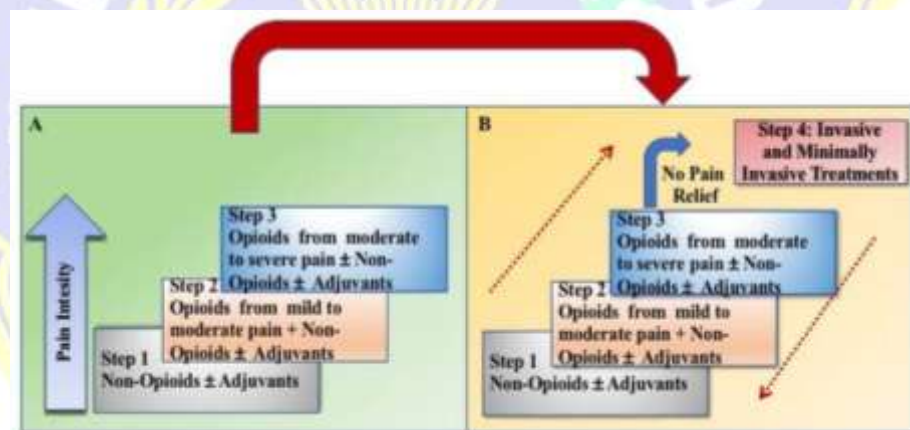 A
Pain Intesity
Step 3
Opioids from moderate
to severe pain ± Non-
Opioids ± Adjuvants
Step 2
Opioids from mild to
moderate pain + Non-
Opioids ± Adjuvants
Step 1
Non-Opioids ± Adjuvants
B
Step 4: Invasive
and Minimally
Invasive Treatments
No Pain
Relief
Step 3
Opioids from moderate
to severe pain ± Non-
Opioids ± Adjuvants
Step 2
Opioids from mild to
moderate pain + Non-
Opioids ± Adjuvants
Step 1
Non-Opioids ± Adjuvants